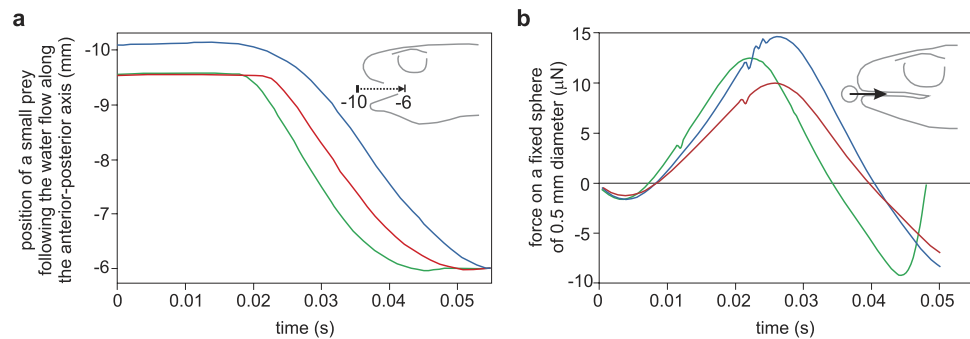 a
position of a small prey
following the water flow along
the anterior-posterior axis (mm)
-10
-9
-8
-7
-6
0
0.01
0.02
0.03
0.04
0.05
time (s)
-10
-6
b
force on a fixed sphere
of 0.5 mm diameter (µN)
15
10
5
0
-5
-10
0
0.01
0.02
0.03
0.04
0.05
time (s)